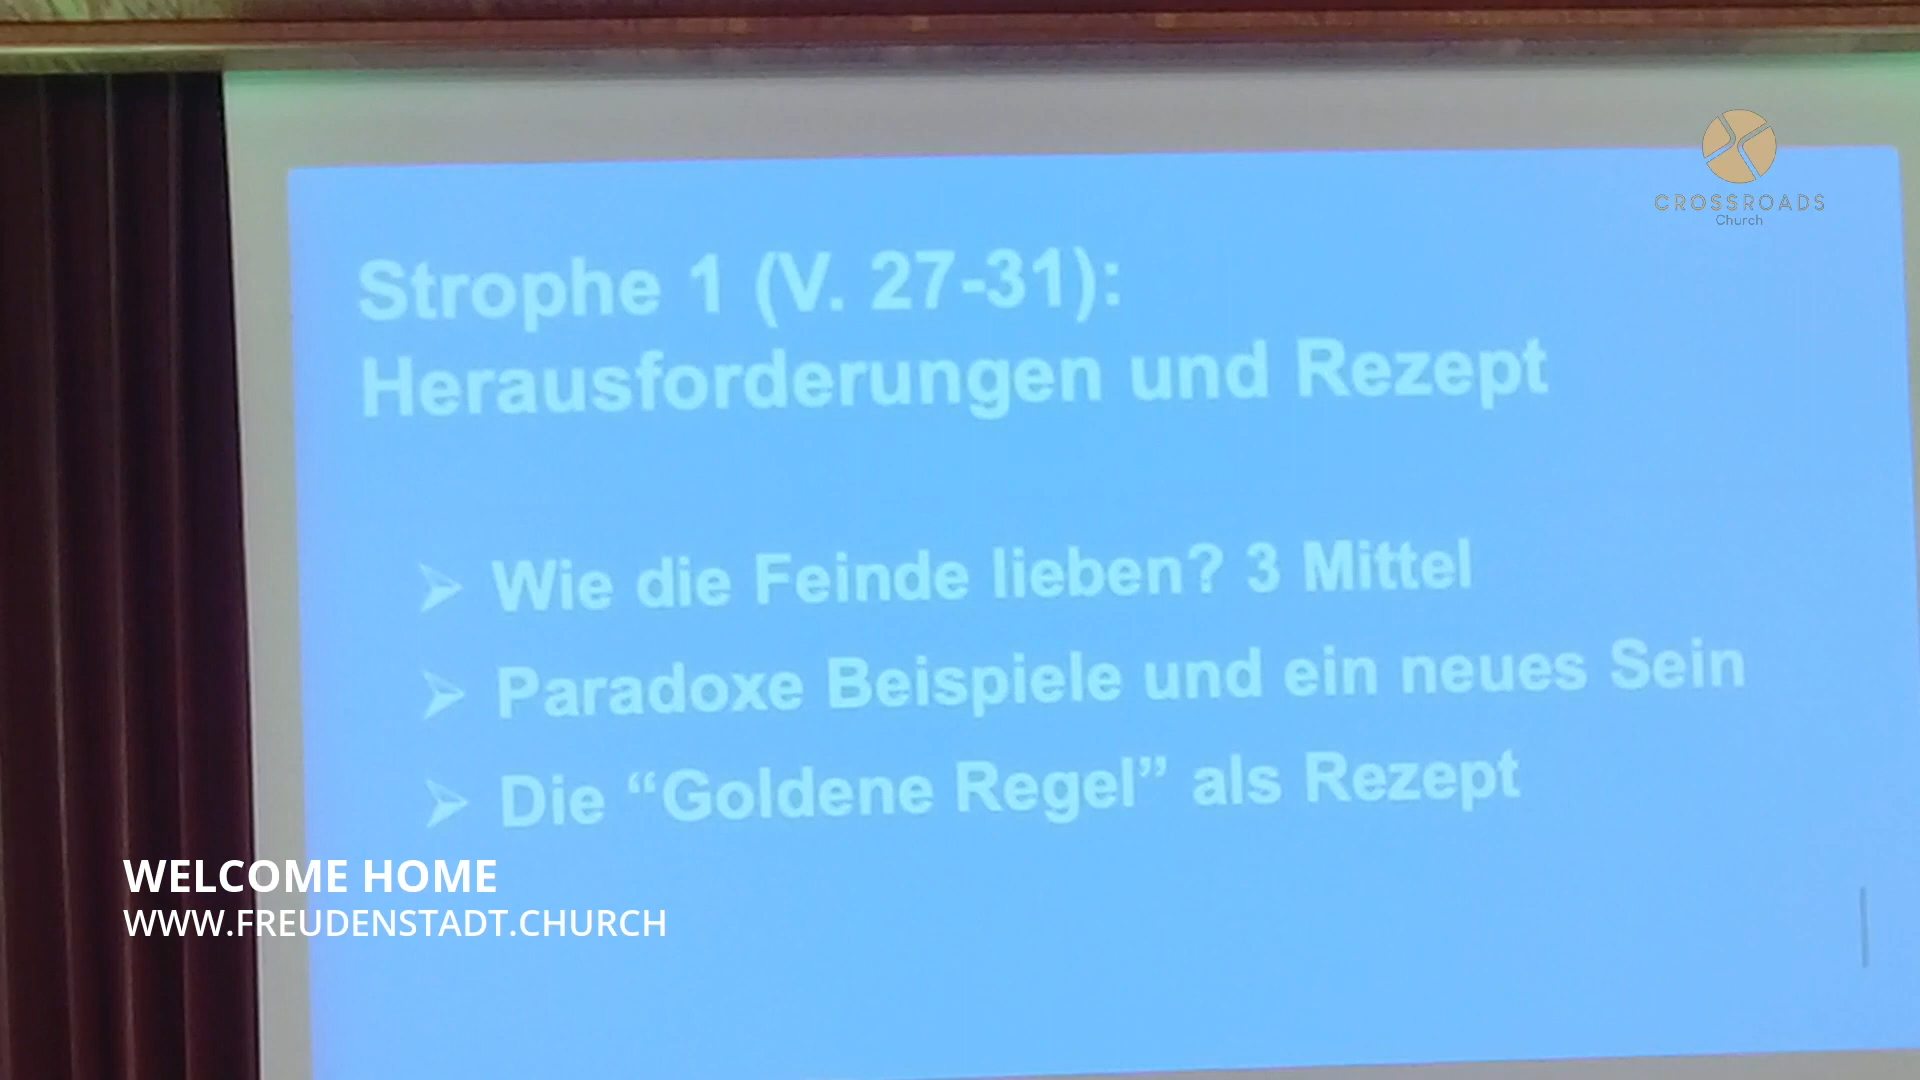 CROSSROADS
Church
Strophe 1 (V. 27-31):
Herausforderungen und Rezept
Wie die Feinde lieben? 3 Mittel
Paradoxe Beispiele und ein neues Sein
Die “Goldene Regel” als Rezept
WELCOME HOME
WWW.FREUDENSTADT.CHURCH